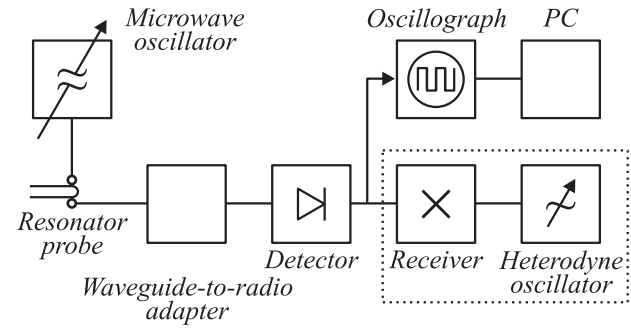 Microwave
oscillator
Oscillograph
PC
Resonator
probe
Waveguide-to-radio
adapter
Detector
Receiver
Heterodyne
oscillator